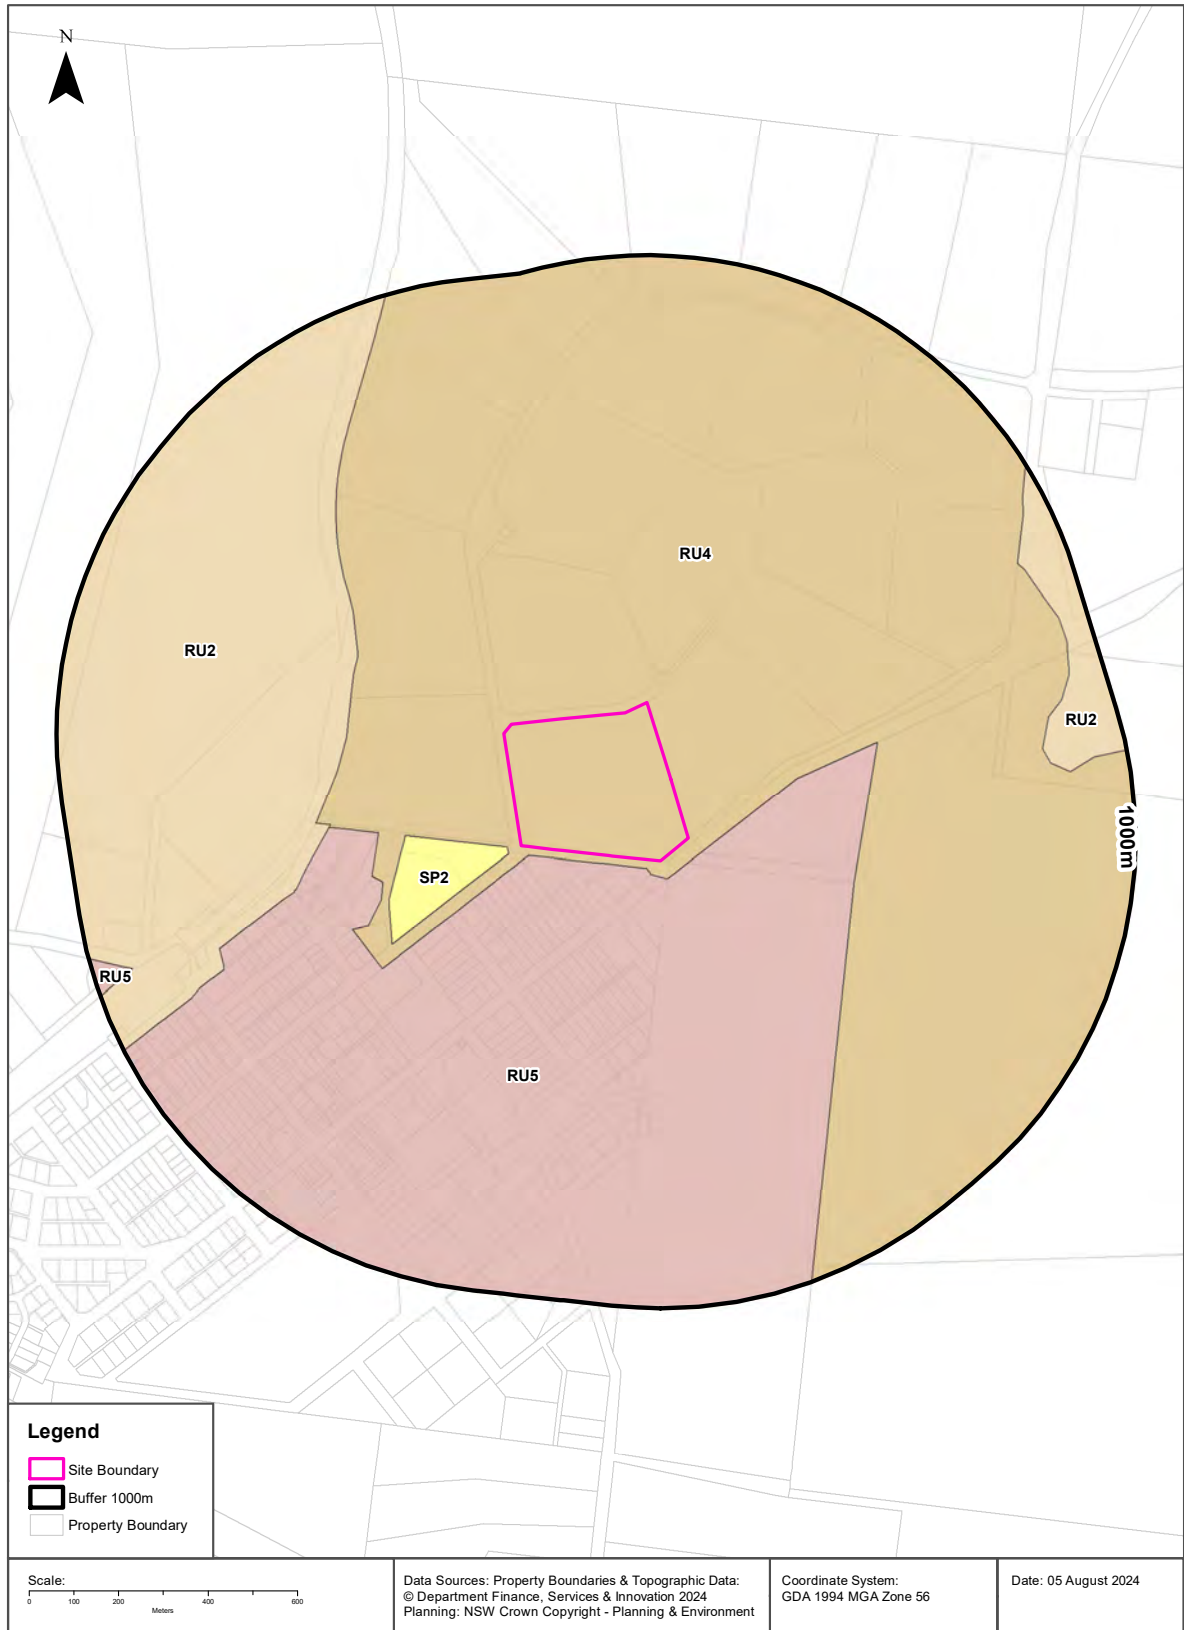 N
RU4
RU2
RU2
1000m
SP2
RU5
RU5
Legend
Site Boundary
Buffer 1000m
Property Boundary
Scale:
0 100 200 400 600
Meters
Data Sources: Property Boundaries & Topographic Data:
© Department Finance, Services & Innovation 2024
Planning: NSW Crown Copyright - Planning & Environment
Coordinate System:
GDA 1994 MGA Zone 56
Date: 05 August 2024